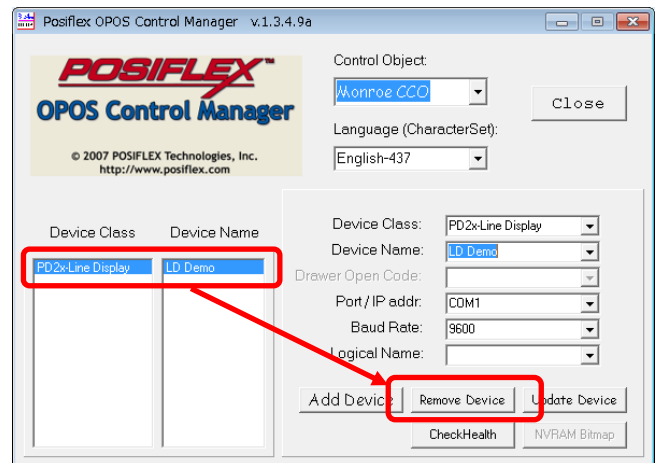 Posiflex OPOS Control Manager v.1.3.4.9a
POSIFLEX™
OPOS Control Manager
© 2007 POSIFLEX Technologies, Inc.
http://www.posiflex.com
Control Object:
Monroe CCO
Close
Language (CharacterSet):
English-437
Device Class Device Name
PD2x-Line Display LD Demo
Device Class: PD2x-Line Display
Device Name: LD Demo
Drawer Open Code:
Port / IP addr: COM1
Baud Rate: 9600
Logical Name:
Add Device Remove Device Update Device
CheckHealth NVRAM Bitmap